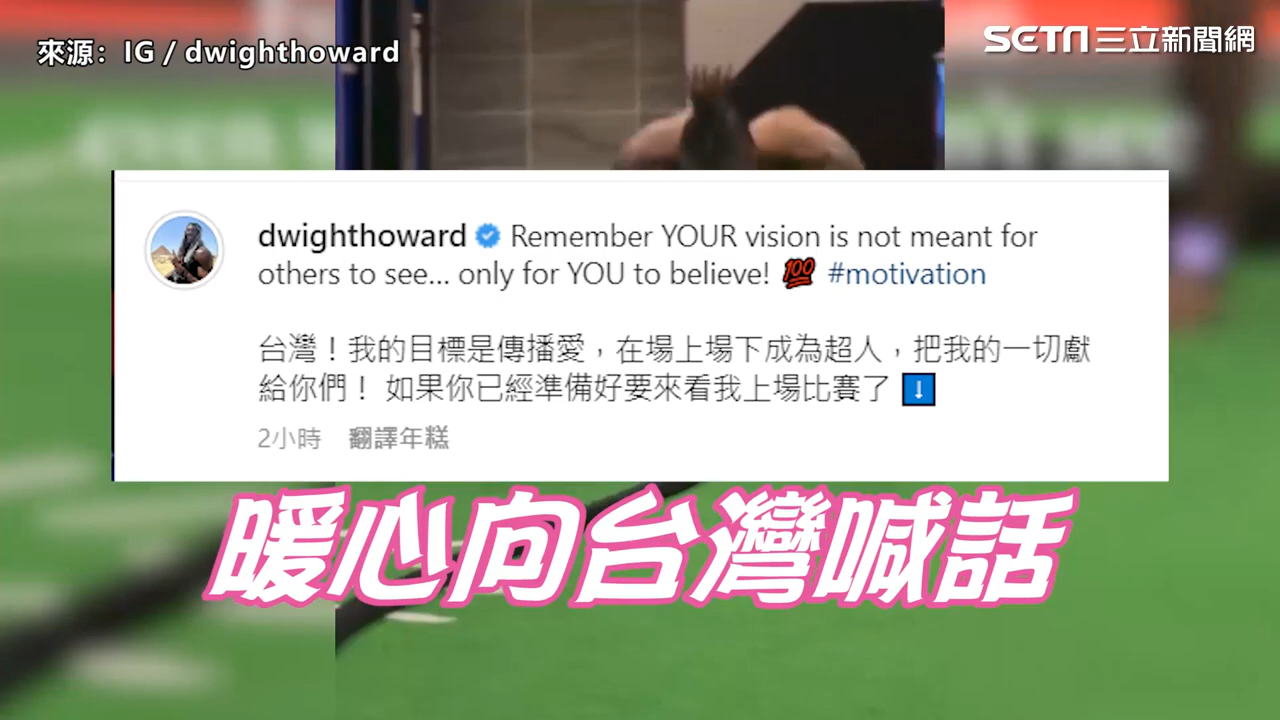 來源：IG / dwighthoward
SETN三立新聞網
dwighthoward Remember YOUR vision is not meant for
others to see... only for YOU to believe! 💯 #motivation
台灣！我的目標是傳播愛，在場上場下成為超人，把我的一切獻
給你們！ 如果你已經準備好要來看我上場比賽了 ⬇️
2小時 翻譯年糕
暖心向台灣喊話